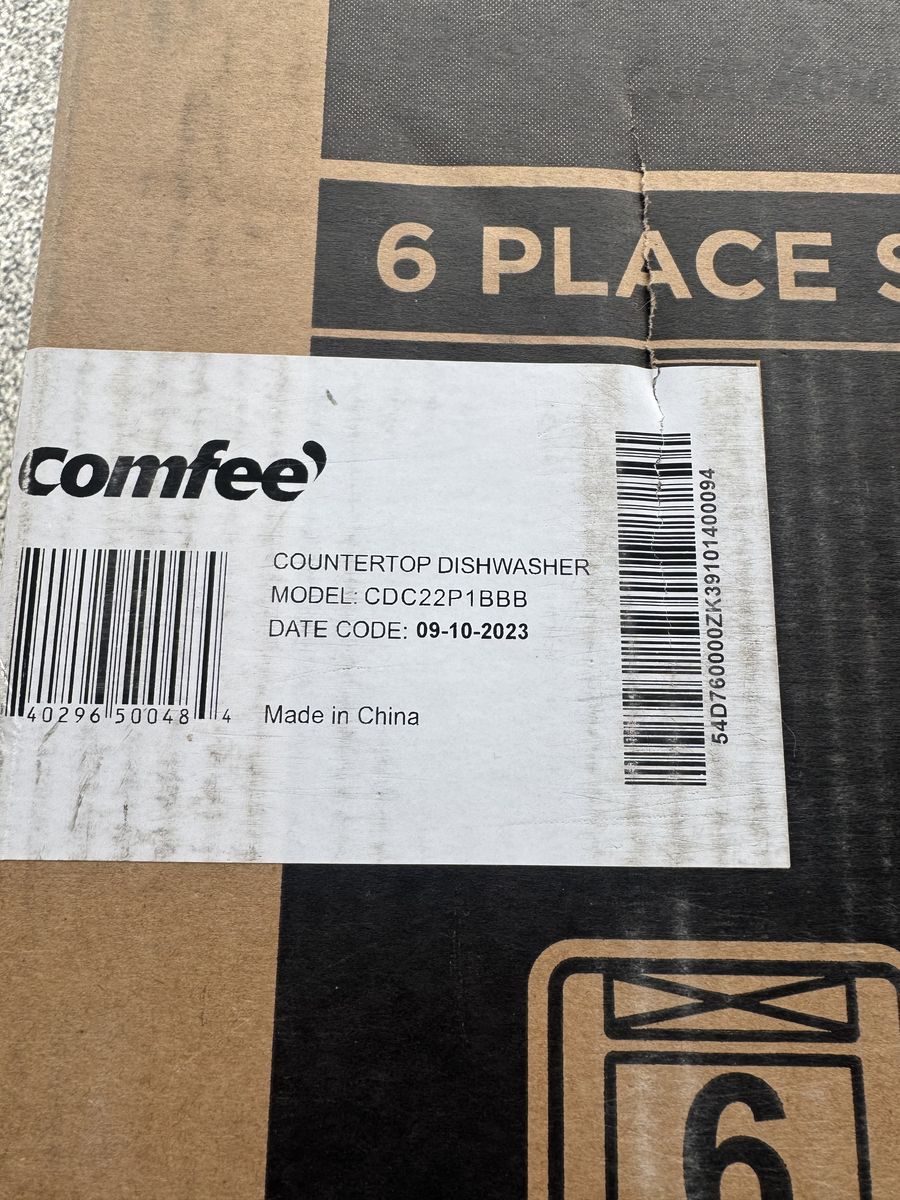 6 PLACE S
comfee'
COUNTERTOP DISHWASHER
MODEL: CDC22P1BBB
DATE CODE: 09-10-2023
40296 50048 4
Made in China
54D760000ZK39101400094
6